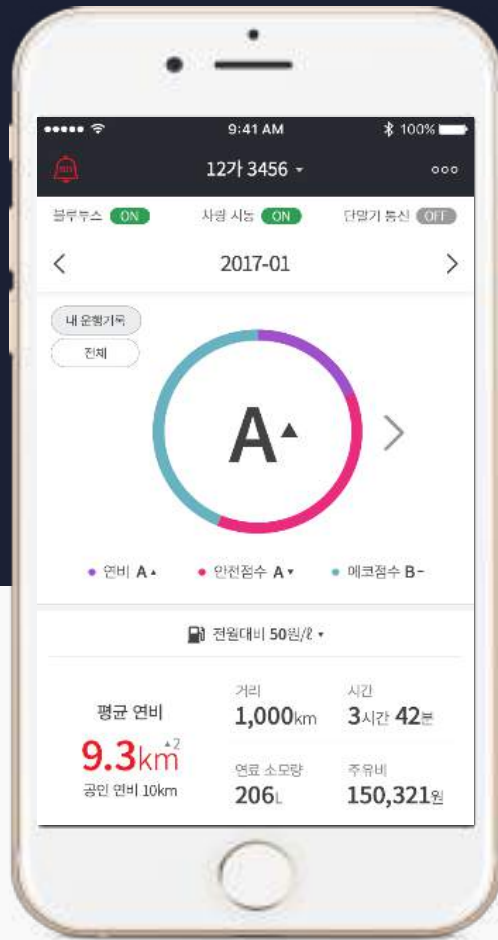 9:41 AM
100%
12가 3456
블루투스 ON
차량 시동 ON
단말기 통신 OFF
2017-01
내 운행기록
전체
A▲
연비 A▲
안전점수 A▼
에코점수 B-
전월대비 50원/ℓ ▼
평균 연비
9.3km ▲2
공인 연비 10km
거리
1,000km
시간
3시간 42분
연료 소모량
206L
주유비
150,321원